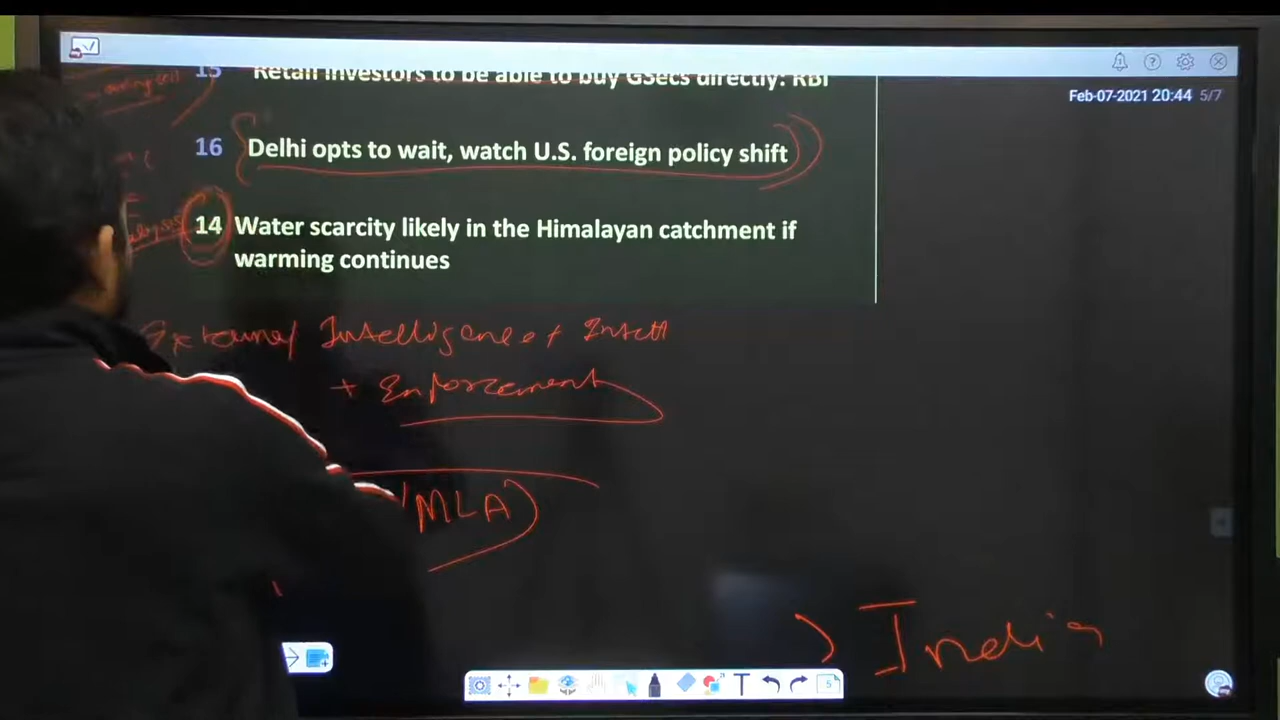 15 Retail investors to be able to buy GSecs directly: RBI
Feb-07-2021 20:44 5/7
16 Delhi opts to wait, watch U.S. foreign policy shift
14 Water scarcity likely in the Himalayan catchment if
warming continues
External Intelligence + Intell
+ Enforcement
(MLA)
India
5